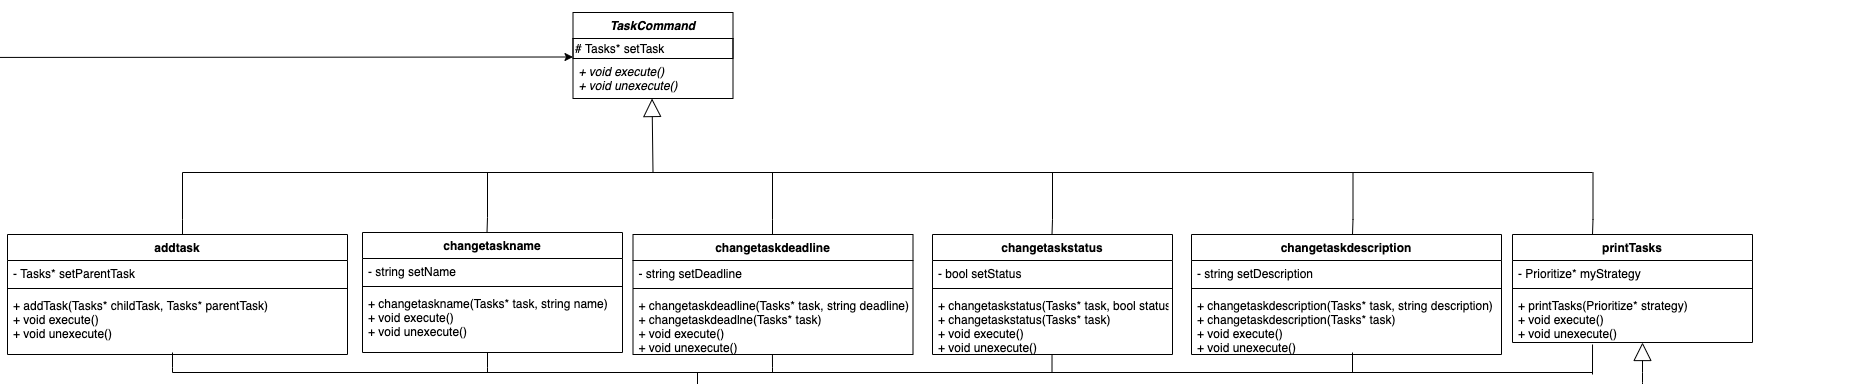 TaskCommand
# Tasks* setTask
+ void execute()
+ void unexecute()
addtask
- Tasks* setParentTask
+ addTask(Tasks* childTask, Tasks* parentTask)
+ void execute()
+ void unexecute()
changetaskname
- string setName
+ changetaskname(Tasks* task, string name)
+ void execute()
+ void unexecute()
changetaskdeadline
- string setDeadline
+ changetaskdeadline(Tasks* task, string deadline)
+ changetaskdeadlne(Tasks* task)
+ void execute()
+ void unexecute()
changetaskstatus
- bool setStatus
+ changetaskstatus(Tasks* task, bool status
+ changetaskstatus(Tasks* task)
+ void execute()
+ void unexecute()
changetaskdescription
- string setDescription
+ changetaskdescription(Tasks* task, string description)
+ changetaskdescription(Tasks* task)
+ void execute()
+ void unexecute()
printTasks
- Prioritize* myStrategy
+ printTasks(Prioritize* strategy)
+ void execute()
+ void unexecute()